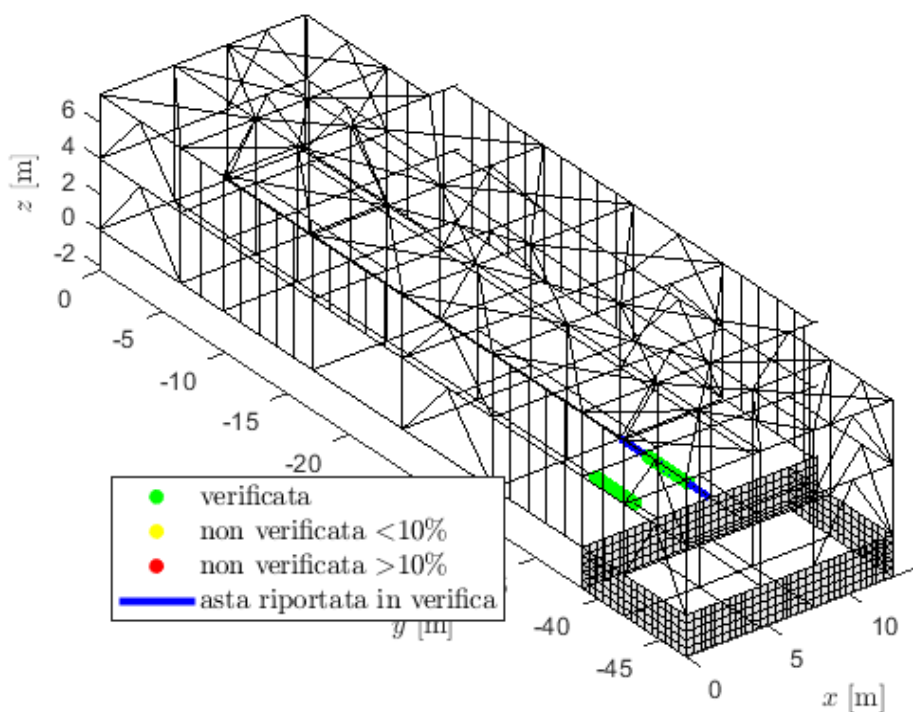 6
4
2
0
-2
z [m]
0
-5
-10
-15
-20
-40
-45
y [m]
verificata
non verificata <10%
non verificata >10%
asta riportata in verifica
0
5
10
x [m]